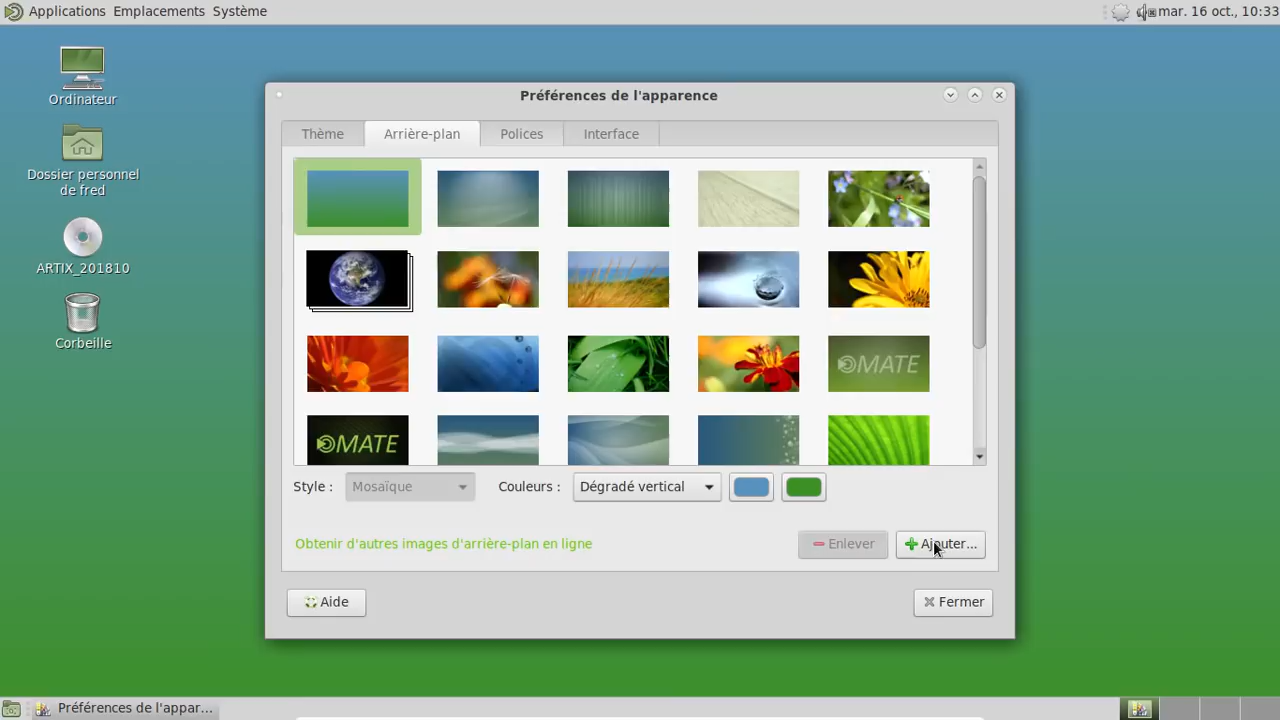 Applications Emplacements Système
mar. 16 oct., 10:33
Ordinateur
Dossier personnel
de fred
ARTIX_201810
Corbeille
Préférences de l'apparence
Thème Arrière-plan Polices Interface
MATE
MATE
Style : Mosaïque Couleurs : Dégradé vertical
Obtenir d'autres images d'arrière-plan en ligne
Enlever Ajouter...
Aide Fermer
Préférences de l'appar...